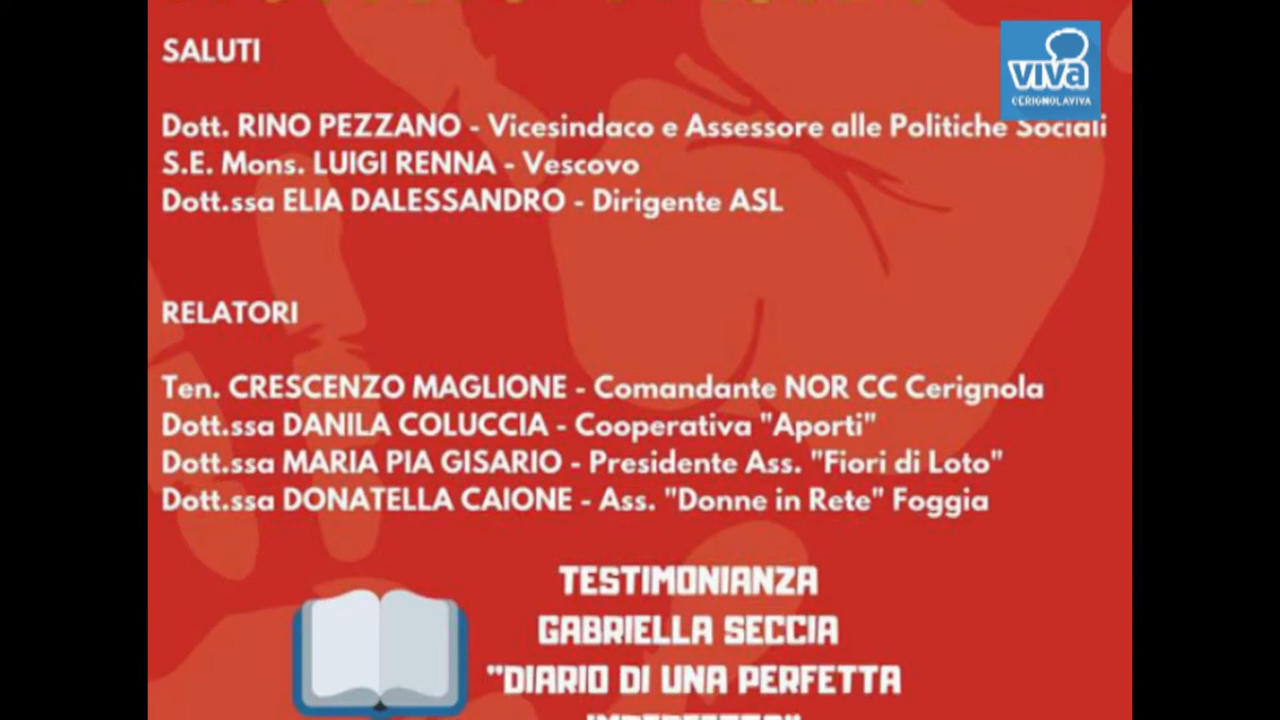 SALUTI
viva
CERIGNOLAVIVA
Dott. RINO PEZZANO - Vicesindaco e Assessore alle Politiche Sociali
S.E. Mons. LUIGI RENNA - Vescovo
Dott.ssa ELIA DALESSANDRO - Dirigente ASL
RELATORI
Ten. CRESCENZO MAGLIONE - Comandante NOR CC Cerignola
Dott.ssa DANILA COLUCCIA - Cooperativa "Aporti"
Dott.ssa MARIA PIA GISARIO - Presidente Ass. "Fiori di Loto"
Dott.ssa DONATELLA CAIONE - Ass. "Donne in Rete" Foggia
TESTIMONIANZA
GABRIELLA SECCIA
"DIARIO DI UNA PERFETTA